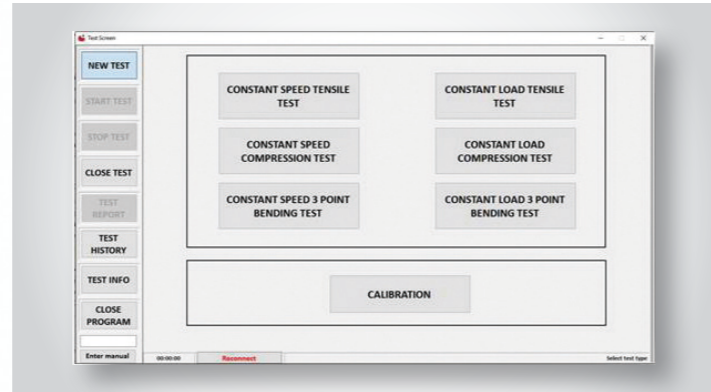 Test Screen
NEW TEST
START TEST
STOP TEST
CLOSE TEST
TEST
REPORT
TEST
HISTORY
TEST INFO
CLOSE
PROGRAM
Enter manual
CONSTANT SPEED TENSILE
TEST
CONSTANT LOAD TENSILE
TEST
CONSTANT SPEED
COMPRESSION TEST
CONSTANT LOAD
COMPRESSION TEST
CONSTANT SPEED 3 POINT
BENDING TEST
CONSTANT LOAD 3 POINT
BENDING TEST
CALIBRATION
00:00:00
Reconnect
Select test type